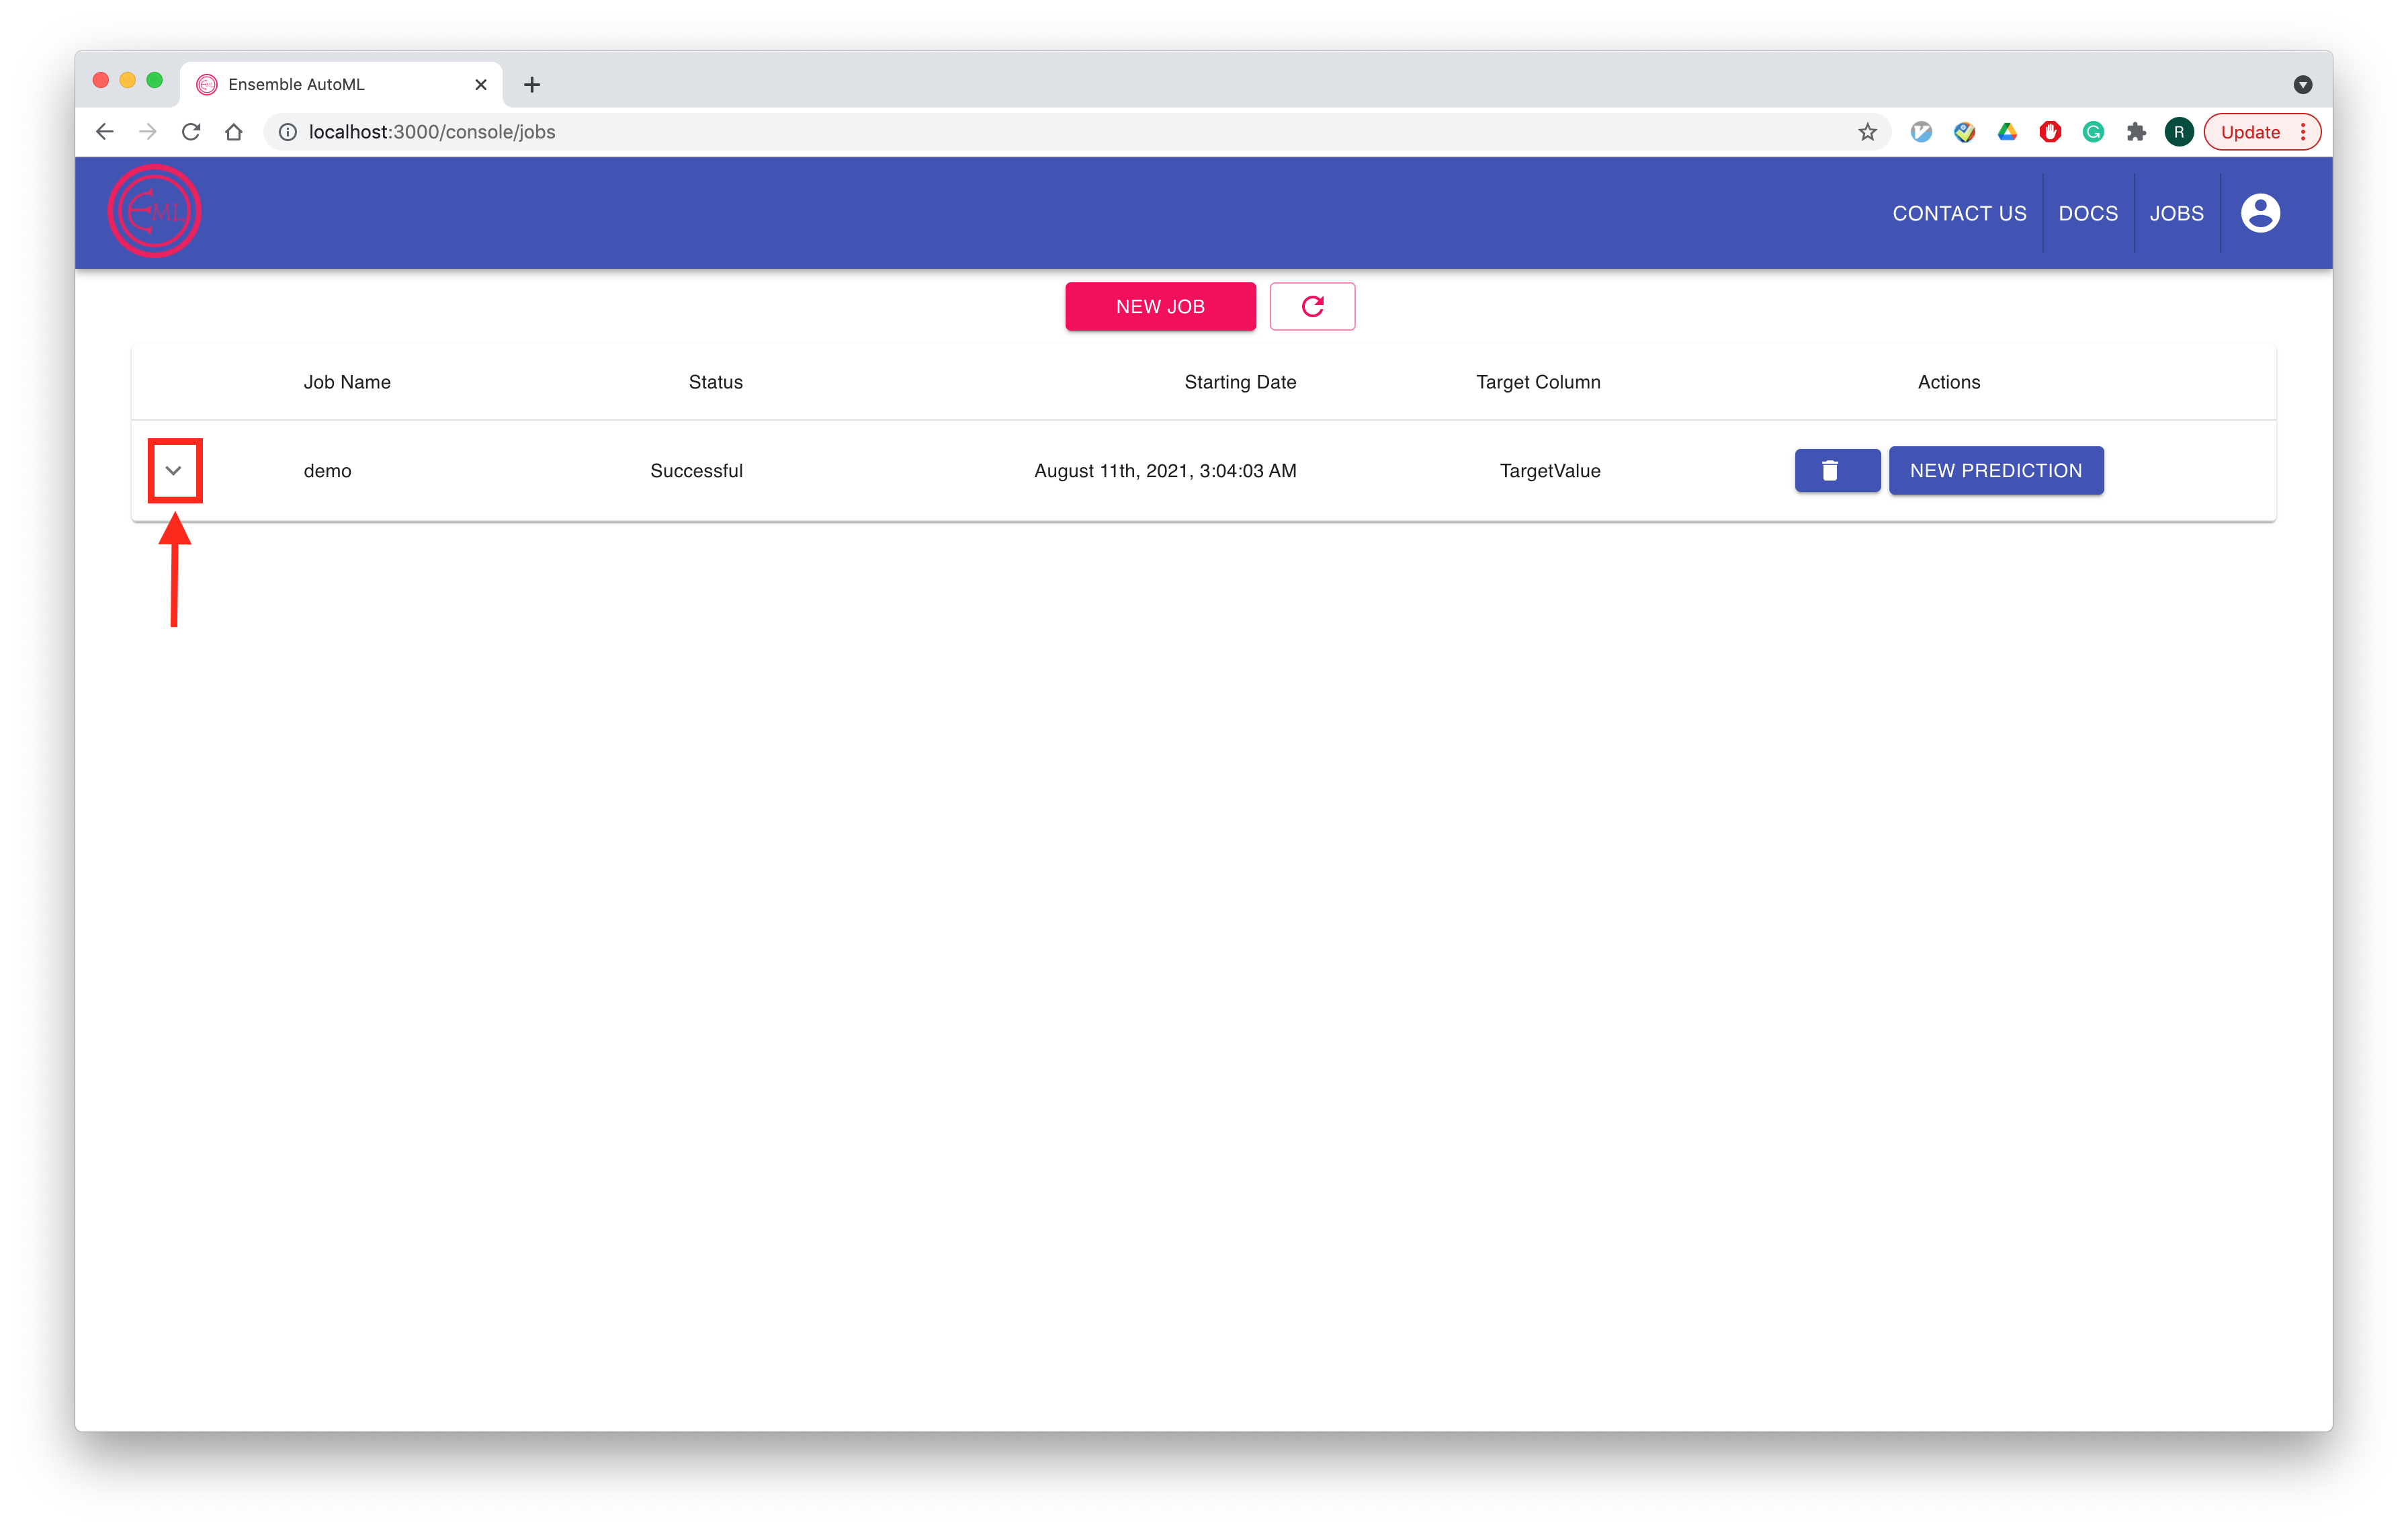 Ensemble AutoML
localhost:3000/console/jobs
R
Update
EML
CONTACT US
DOCS
JOBS
NEW JOB
Job Name Status Starting Date Target Column Actions
demo Successful August 11th, 2021, 3:04:03 AM TargetValue NEW PREDICTION